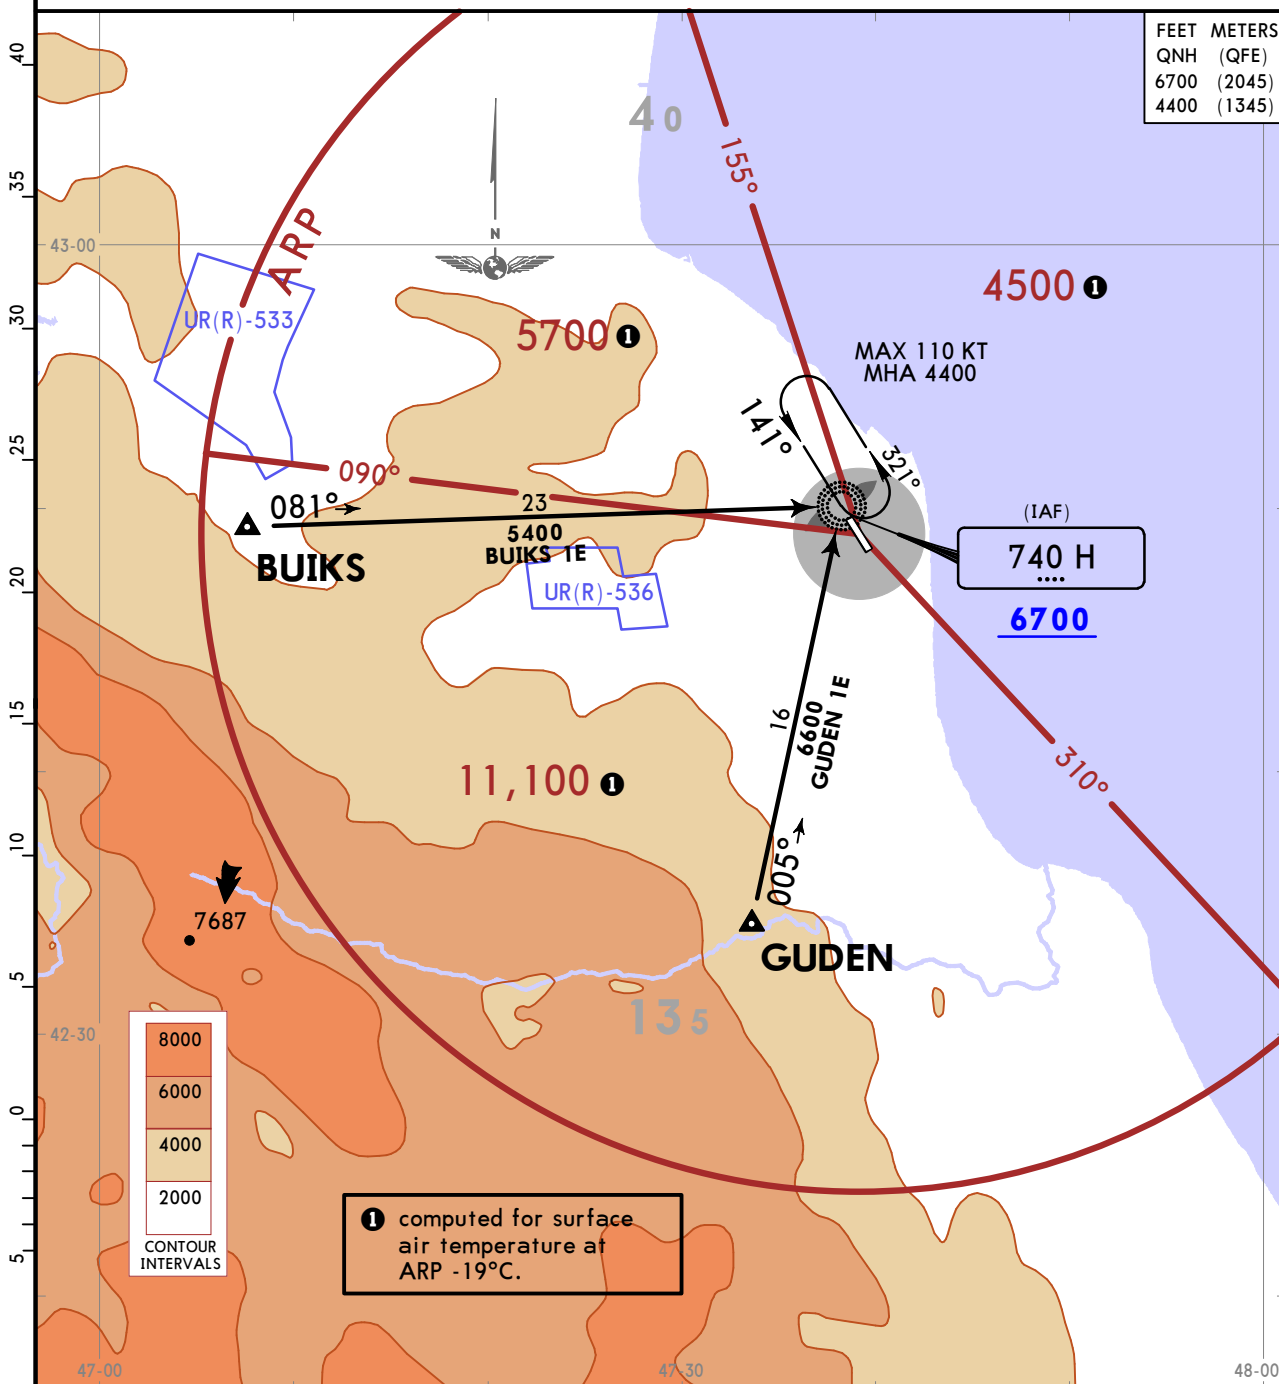 FEET METERS
QNH (QFE)
6700 (2045)
4400 (1345)
40
35
30
25
20
15
10
5
0
5
40
155°
N
43-00
ARP
4500 1
UR(R)-533
5700 1
MAX 110 KT
MHA 4400
141°
321°
090°
081°
23
5400
BUIKS 1E
BUIKS
(IAF)
740 H
6700
UR(R)-536
16
6600
GUDEN 1E
310°
11,100 1
005°
7687
GUDEN
135
42-30
8000
6000
4000
2000
CONTOUR
INTERVALS
1 computed for surface
air temperature at
ARP -19°C.
47-00
47-30
48-00